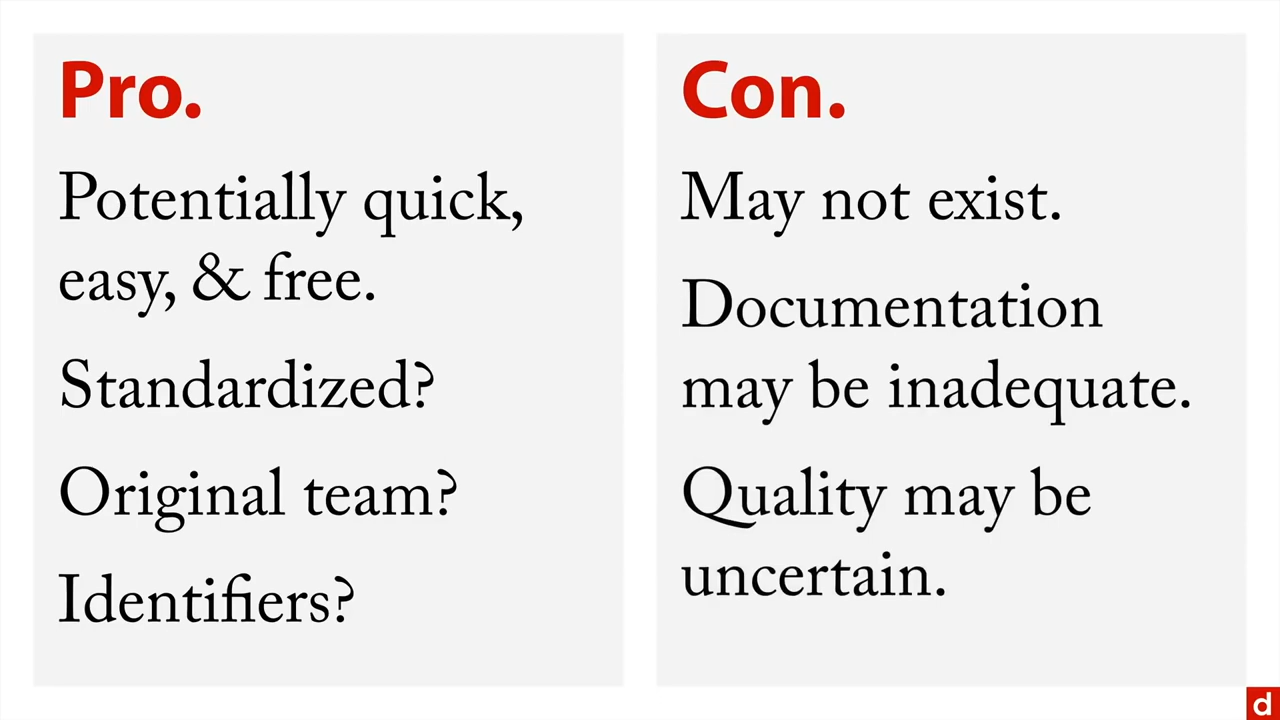 Pro.
Potentially quick,
easy, & free.
Standardized?
Original team?
Identifiers?
Con.
May not exist.
Documentation
may be inadequate.
Quality may be
uncertain.
d